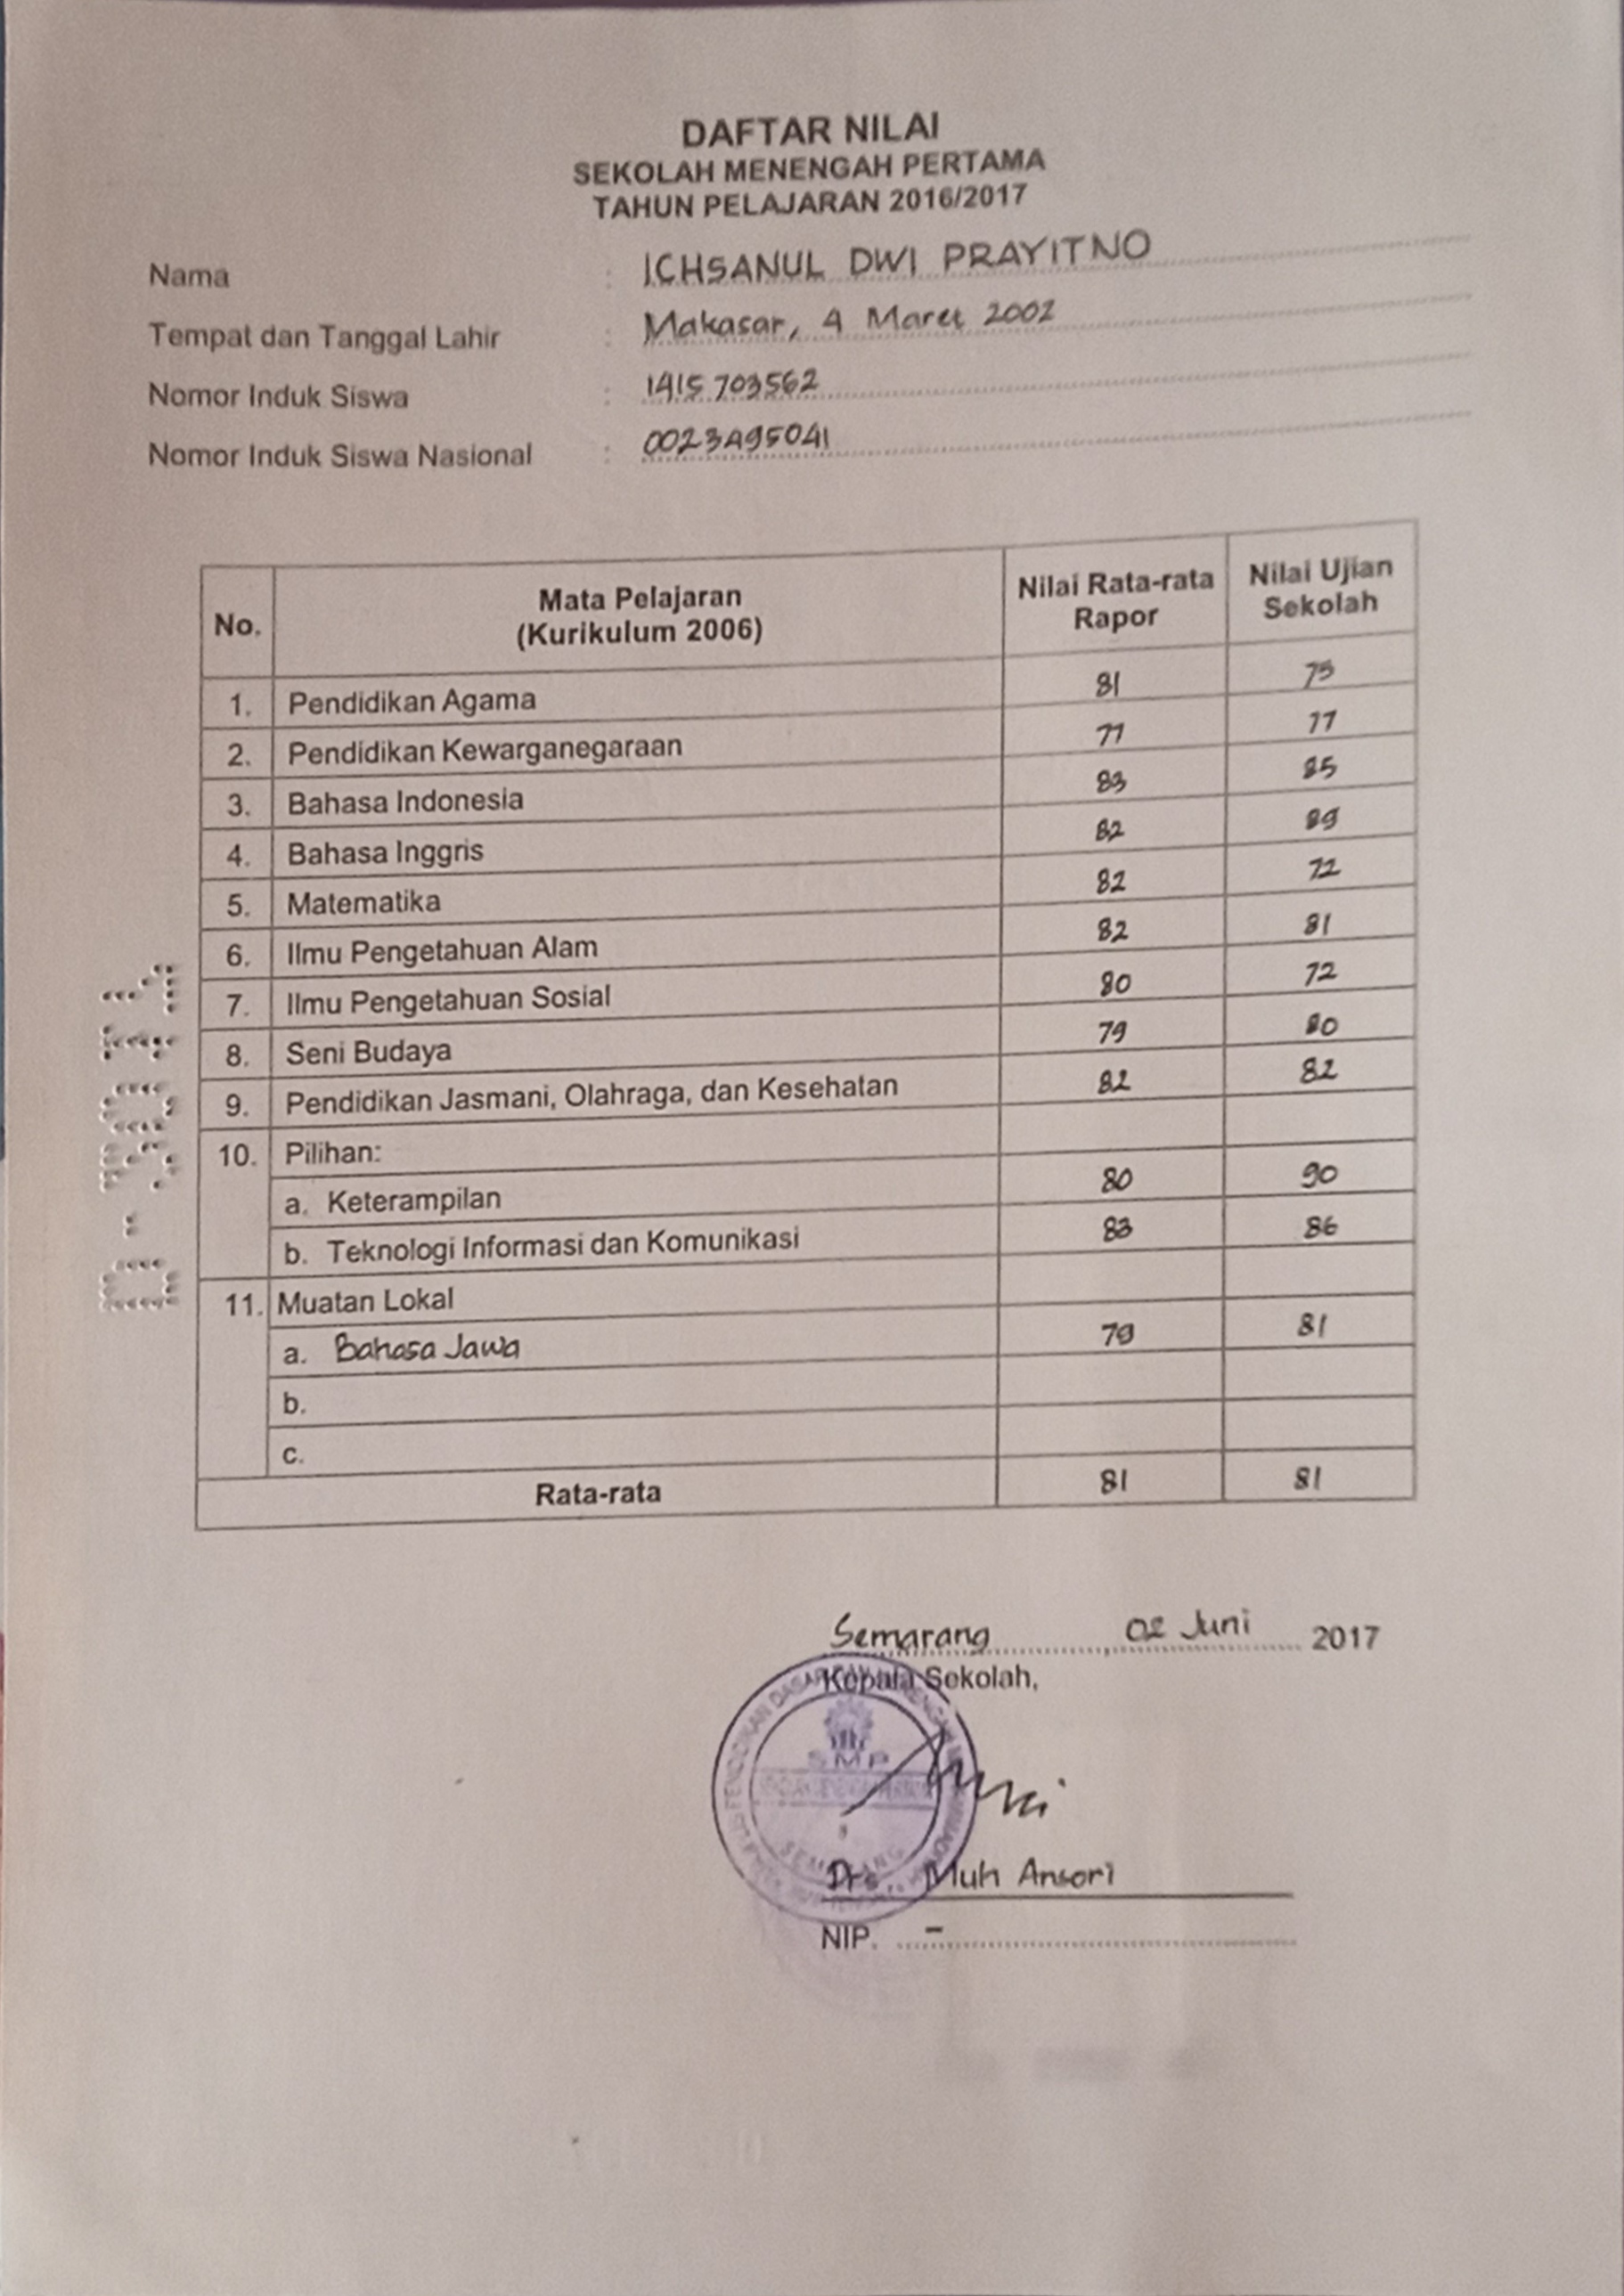 DAFTAR NILAI
SEKOLAH MENENGAH PERTAMA
TAHUN PELAJARAN 2016/2017
Nama : ICHSANUL DWI PRAYITNO
Tempat dan Tanggal Lahir : Makasar, 4 Maret 2002
Nomor Induk Siswa : 1415 703562
Nomor Induk Siswa Nasional : 0023495041
No. Mata Pelajaran (Kurikulum 2006) Nilai Rata-rata Rapor Nilai Ujian Sekolah
1. Pendidikan Agama 81 75
2. Pendidikan Kewarganegaraan 77 77
3. Bahasa Indonesia 83 85
4. Bahasa Inggris 82 89
5. Matematika 82 72
6. Ilmu Pengetahuan Alam 82 81
7. Ilmu Pengetahuan Sosial 80 72
8. Seni Budaya 79 80
9. Pendidikan Jasmani, Olahraga, dan Kesehatan 82 82
10. Pilihan:
a. Keterampilan 80 90
b. Teknologi Informasi dan Komunikasi 83 86
11. Muatan Lokal
a. Bahasa Jawa 79 81
b.
c.
Rata-rata 81 81
Semarang 02 Juni 2017
Kepala Sekolah,
SMP
SEMARANG
Drs. Muh Ansori
NIP. -